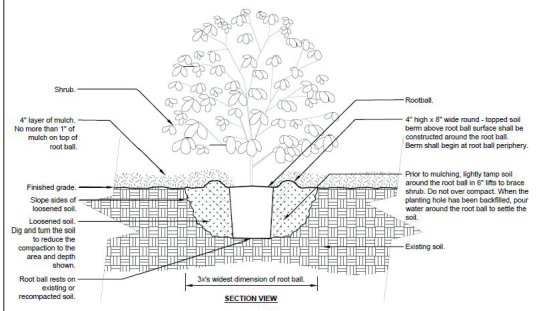 Shrub.
4" layer of mulch.
No more than 1" of
mulch on top of
root ball.
Finished grade.
Slope sides of
loosened soil.
Loosened soil.
Dig and turn the soil
to reduce the
compaction to the
area and depth
shown.
Root ball rests on
existing or
recompacted soil.
3x's widest dimension of root ball.
SECTION VIEW
Rootball.
4" high x 8" wide round - topped soil
berm above root ball surface shall be
constructed around the root ball.
Berm shall begin at root ball periphery.
Prior to mulching, lightly tamp soil
around the root ball in 6" lifts to brace
shrub. Do not over compact. When the
planting hole has been backfilled, pour
water around the root ball to settle the
soil.
Existing soil.